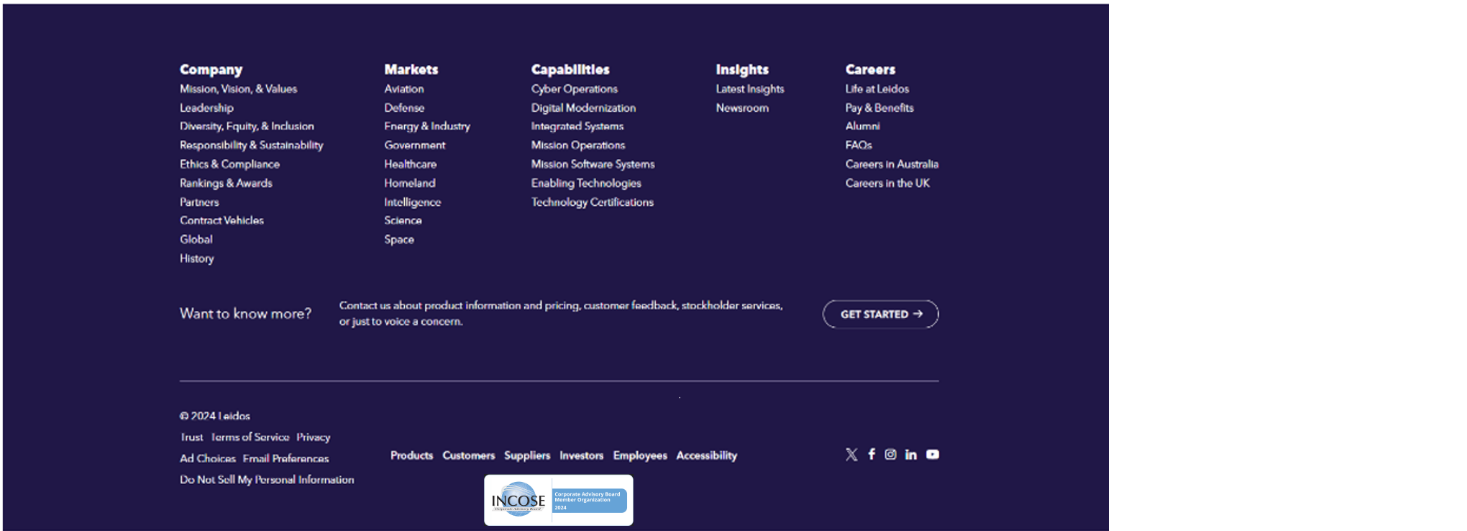 Company
Mission, Vision, & Values
Leadership
Diversity, Equity, & Inclusion
Responsibility & Sustainability
Ethics & Compliance
Rankings & Awards
Partners
Contract Vehicles
Global
History
Markets
Aviation
Defense
Energy & Industry
Government
Healthcare
Homeland
Intelligence
Science
Space
Capabilities
Cyber Operations
Digital Modernization
Integrated Systems
Mission Operations
Mission Software Systems
Enabling Technologies
Technology Certifications
Insights
Latest Insights
Newsroom
Careers
Life at Leidos
Pay & Benefits
Alumni
FAQs
Careers in Australia
Careers in the UK
Want to know more?
Contact us about product information and pricing, customer feedback, stockholder services,
or just to voice a concern.
GET STARTED →
© 2024 Leidos
Trust Terms of Service Privacy
Ad Choices Email Preferences
Do Not Sell My Personal Information
Products Customers Suppliers Investors Employees Accessibility
INCOSE
Corporate Advisory Board
Member Organization
2024